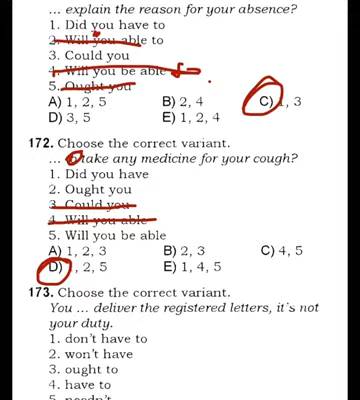 ... explain the reason for your absence?
1. Did you have to
2. Will you able to
3. Could you
4. Will you be able
5. Ought you
A) 1, 2, 5 B) 2, 4 C) 1, 3
D) 3, 5 E) 1, 2, 4
172. Choose the correct variant.
... to take any medicine for your cough?
1. Did you have
2. Ought you
3. Could you
4. Will you able
5. Will you be able
A) 1, 2, 3 B) 2, 3 C) 4, 5
D) 1, 2, 5 E) 1, 4, 5
173. Choose the correct variant.
You ... deliver the registered letters, it's not
your duty.
1. don't have to
2. won't have
3. ought to
4. have to
5. needn't